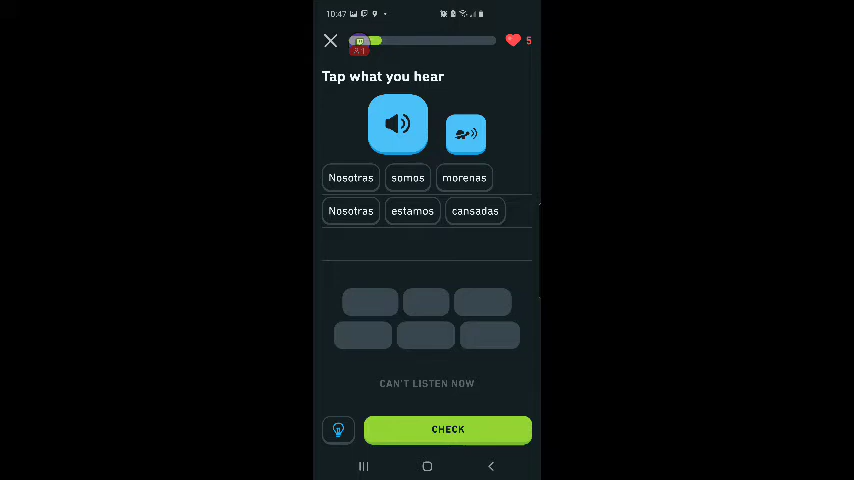 10:47
5
Tap what you hear
Nosotras somos morenas
Nosotras estamos cansadas
CAN'T LISTEN NOW
CHECK